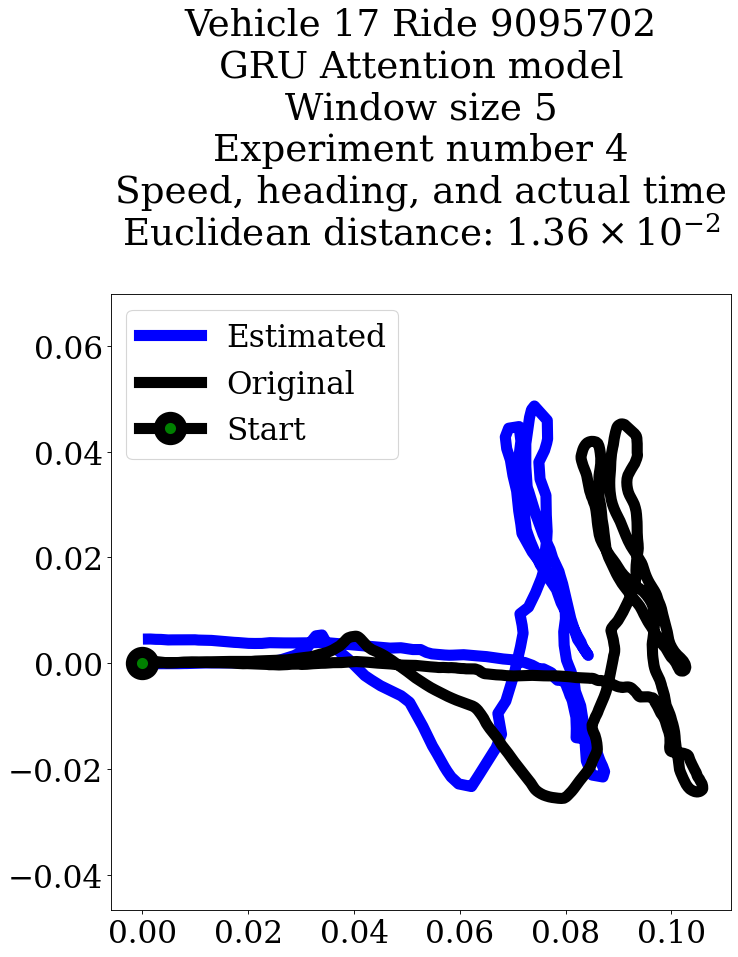 Vehicle 17 Ride 9095702
GRU Attention model
Window size 5
Experiment number 4
Speed, heading, and actual time
Euclidean distance: 1.36 × 10⁻²
Estimated
Original
Start
0.06
0.04
0.02
0.00
−0.02
−0.04
0.00 0.02 0.04 0.06 0.08 0.10